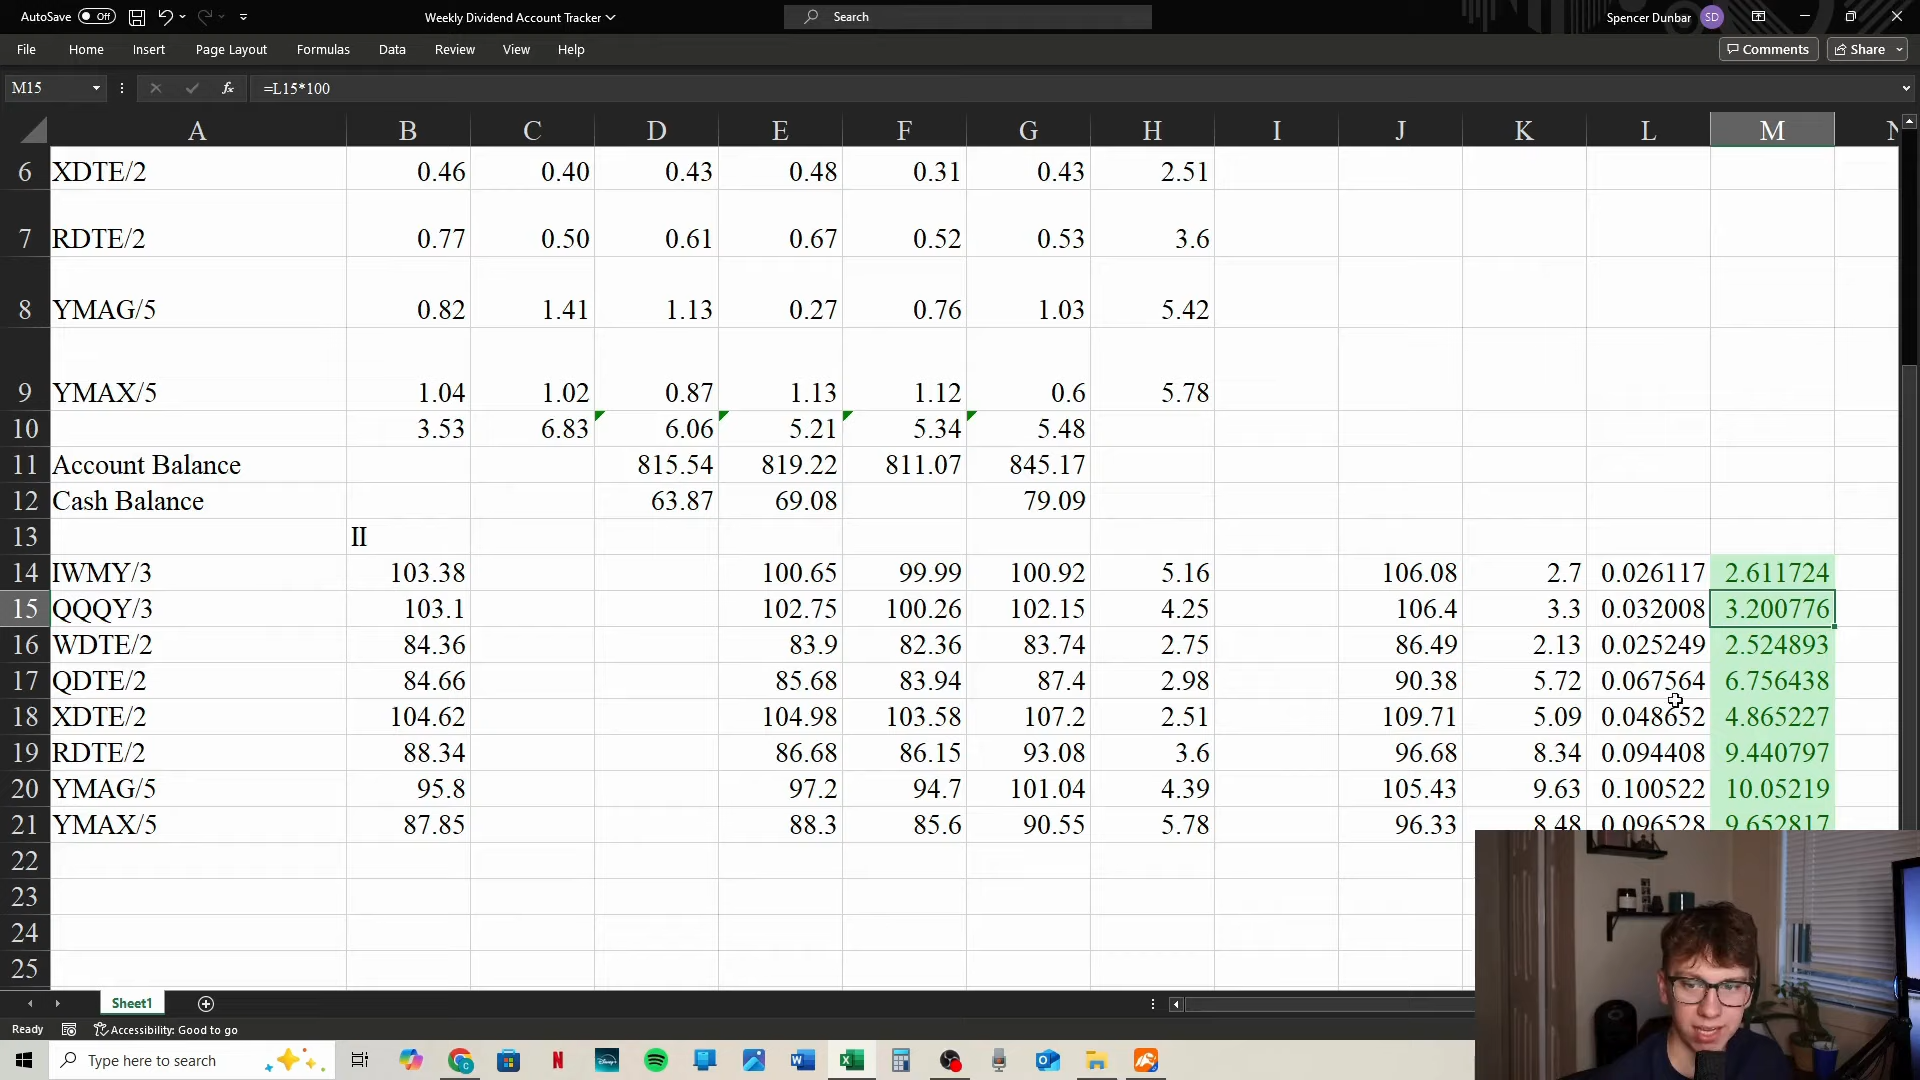 AutoSave Off Weekly Dividend Account Tracker Search Spencer Dunbar SD
File Home Insert Page Layout Formulas Data Review View Help Comments Share
M15 fx =L15*100
A B C D E F G H I J K L M N
6 XDTE/2 0.46 0.40 0.43 0.48 0.31 0.43 2.51
7 RDTE/2 0.77 0.50 0.61 0.67 0.52 0.53 3.6
8 YMAG/5 0.82 1.41 1.13 0.27 0.76 1.03 5.42
9 YMAX/5 1.04 1.02 0.87 1.13 1.12 0.6 5.78
10 3.53 6.83 6.06 5.21 5.34 5.48
11 Account Balance 815.54 819.22 811.07 845.17
12 Cash Balance 63.87 69.08 79.09
13 II
14 IWMY/3 103.38 100.65 99.99 100.92 5.16 106.08 2.7 0.026117 2.611724
15 QQQY/3 103.1 102.75 100.26 102.15 4.25 106.4 3.3 0.032008 3.200776
16 WDTE/2 84.36 83.9 82.36 83.74 2.75 86.49 2.13 0.025249 2.524893
17 QDTE/2 84.66 85.68 83.94 87.4 2.98 90.38 5.72 0.067564 6.756438
18 XDTE/2 104.62 104.98 103.58 107.2 2.51 109.71 5.09 0.048652 4.865227
19 RDTE/2 88.34 86.68 86.15 93.08 3.6 96.68 8.34 0.094408 9.440797
20 YMAG/5 95.8 97.2 94.7 101.04 4.39 105.43 9.63 0.100522 10.05219
21 YMAX/5 87.85 88.3 85.6 90.55 5.78 96.33 8.48 0.096528 9.652817
22
23
24
25
Sheet1
Ready Accessibility: Good to go
Type here to search